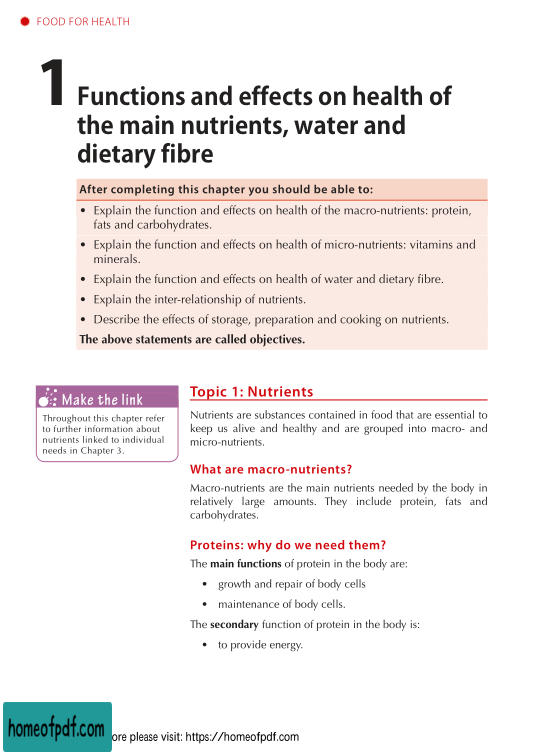 FOOD FOR HEALTH
1 Functions and effects on health of
the main nutrients, water and
dietary fibre
After completing this chapter you should be able to:
• Explain the function and effects on health of the macro-nutrients: protein,
fats and carbohydrates.
• Explain the function and effects on health of micro-nutrients: vitamins and
minerals.
• Explain the function and effects on health of water and dietary fibre.
• Explain the inter-relationship of nutrients.
• Describe the effects of storage, preparation and cooking on nutrients.
The above statements are called objectives.
Make the link
Throughout this chapter refer
to further information about
nutrients linked to individual
needs in Chapter 3.
Topic 1: Nutrients
Nutrients are substances contained in food that are essential to
keep us alive and healthy and are grouped into macro- and
micro-nutrients.
What are macro-nutrients?
Macro-nutrients are the main nutrients needed by the body in
relatively large amounts. They include protein, fats and
carbohydrates.
Proteins: why do we need them?
The main functions of protein in the body are:
• growth and repair of body cells
• maintenance of body cells.
The secondary function of protein in the body is:
• to provide energy.
homeofpdf.com
ore please visit: https://homeofpdf.com